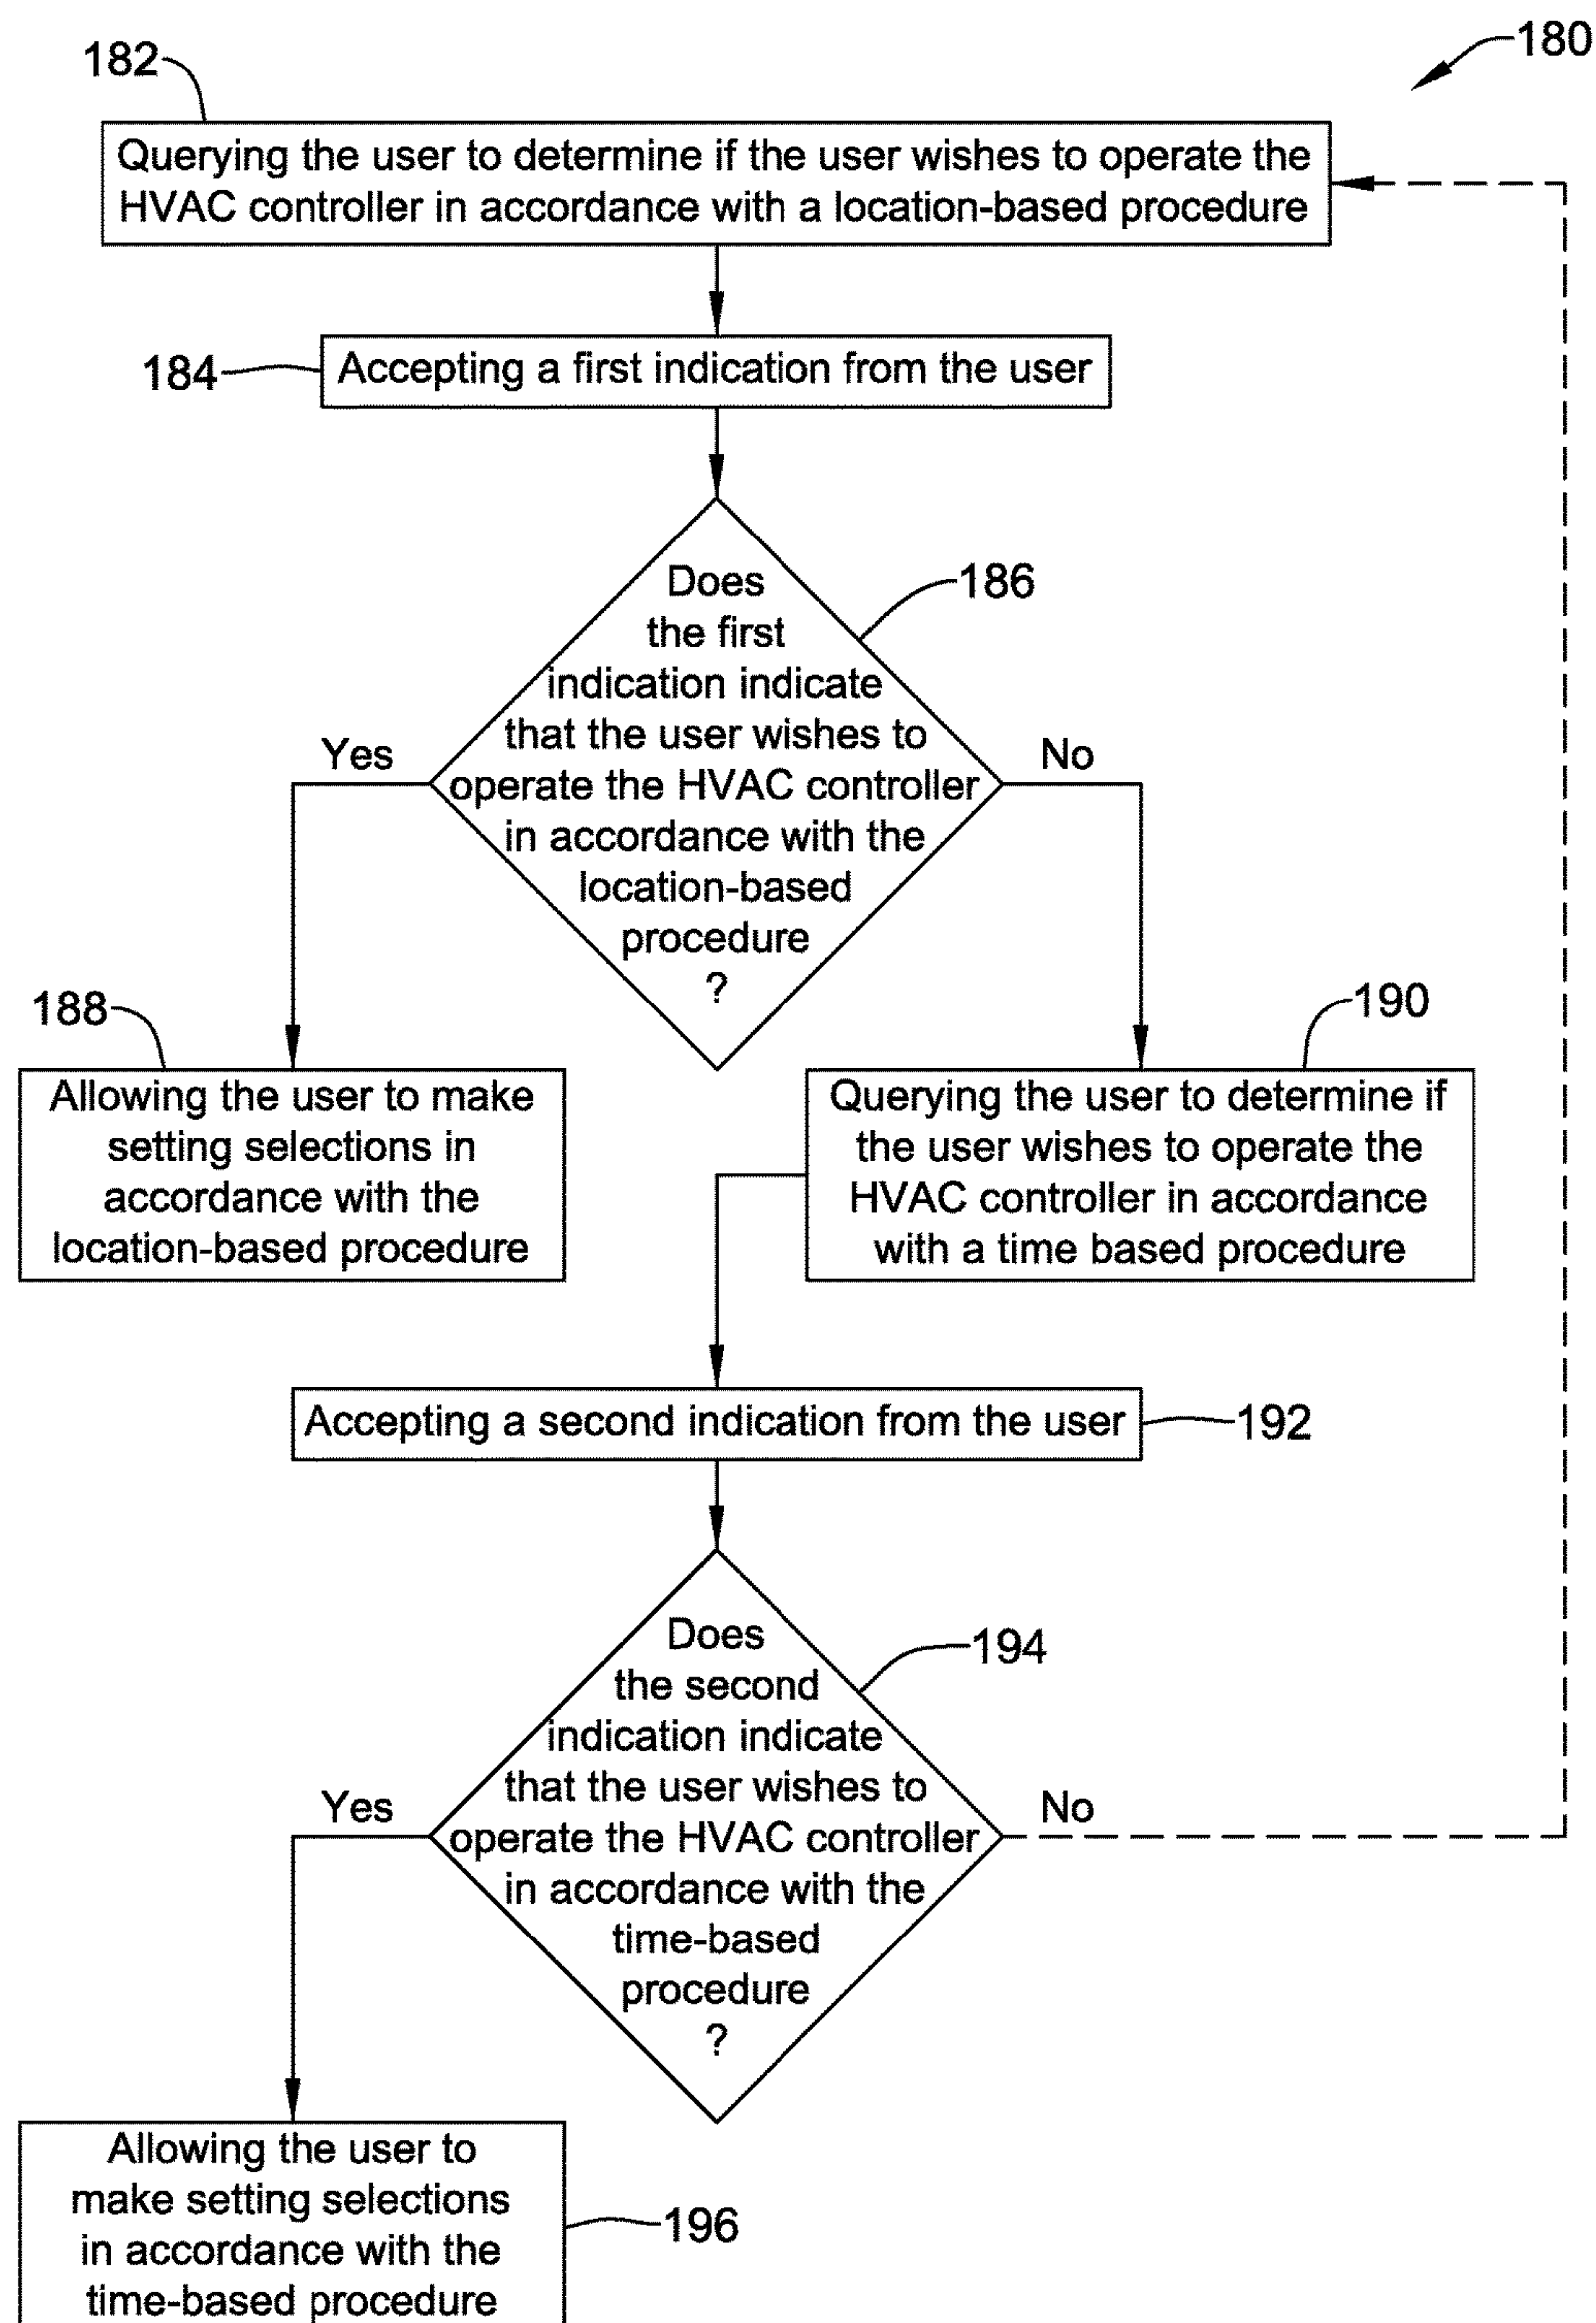 180
182
Querying the user to determine if the user wishes to operate the
HVAC controller in accordance with a location-based procedure
184
Accepting a first indication from the user
186
Does
the first
indication indicate
that the user wishes to
operate the HVAC controller
in accordance with the
location-based
procedure
?
Yes
No
188
Allowing the user to make
setting selections in
accordance with the
location-based procedure
190
Querying the user to determine if
the user wishes to operate the
HVAC controller in accordance
with a time based procedure
Accepting a second indication from the user
192
194
Does
the second
indication indicate
that the user wishes to
operate the HVAC controller
in accordance with the
time-based
procedure
?
Yes
No
Allowing the user to
make setting selections
in accordance with the
time-based procedure
196